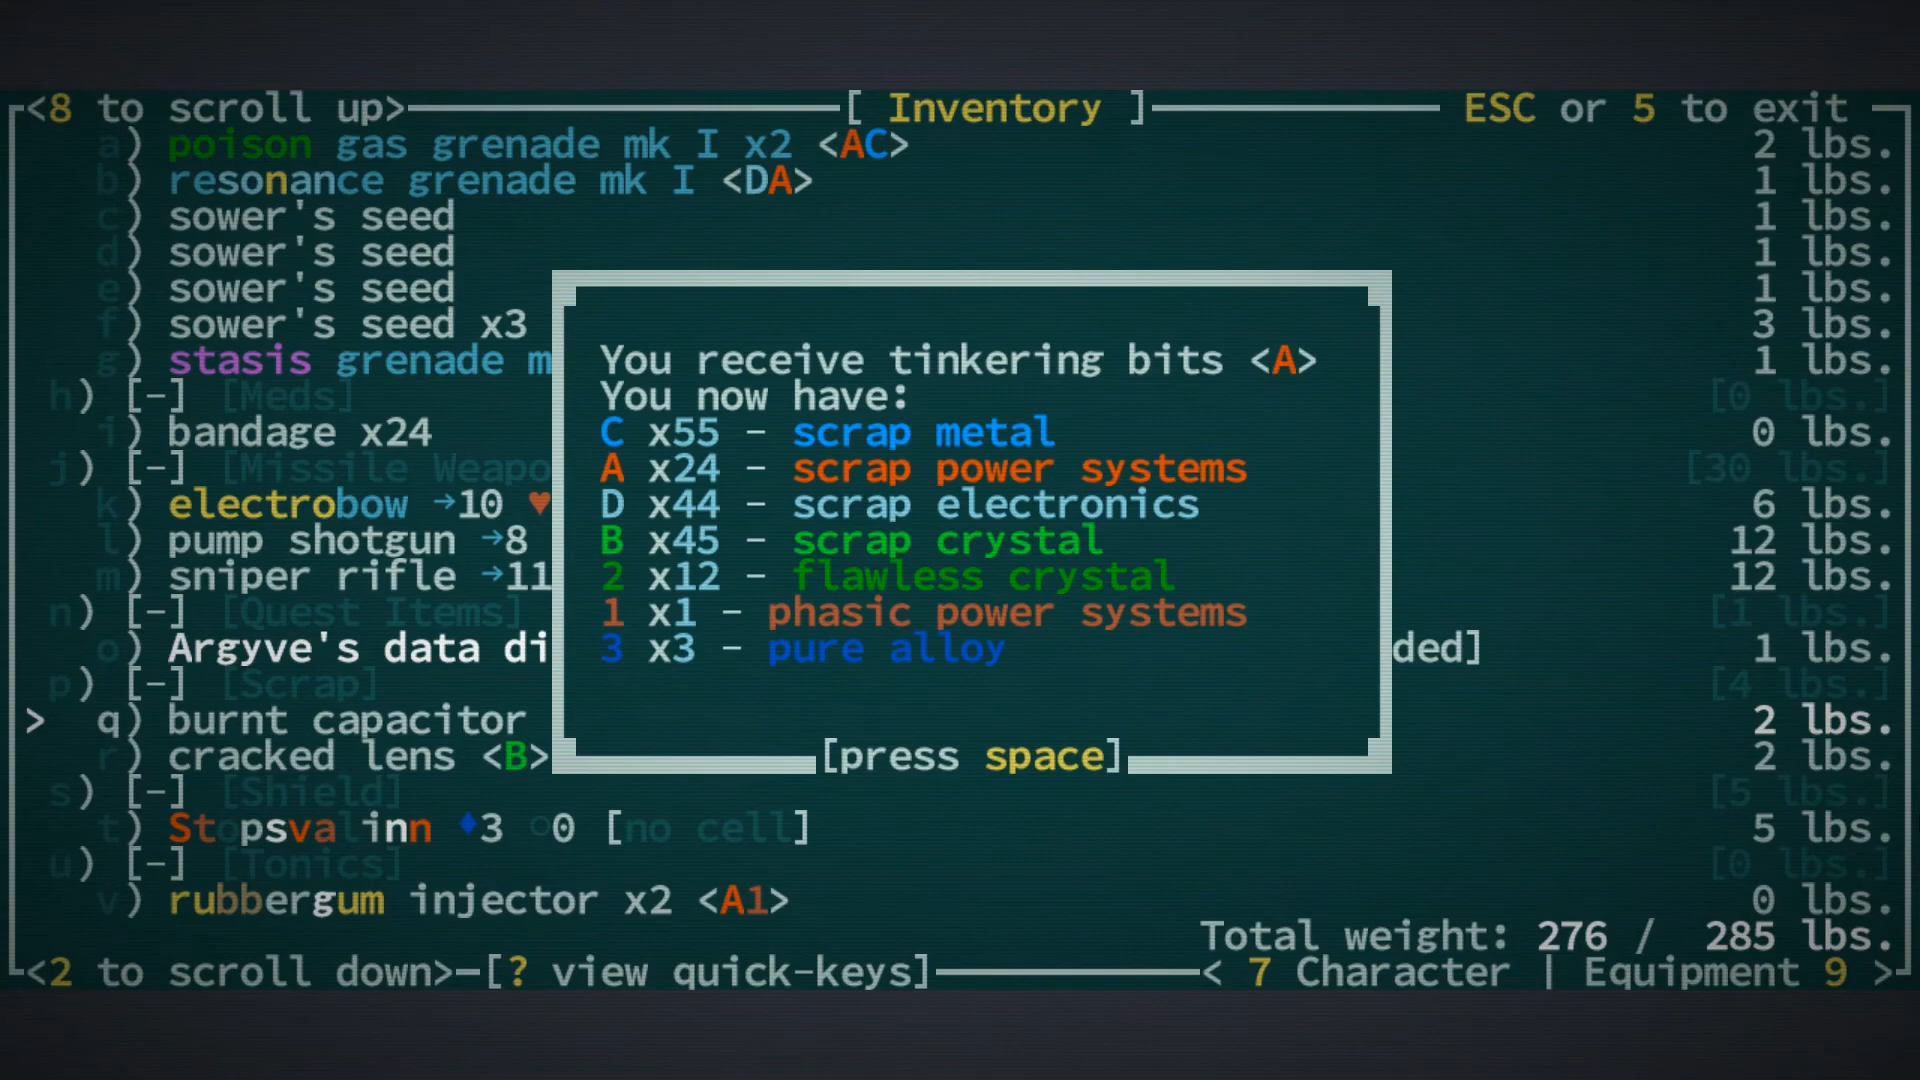 <8 to scroll up> [ Inventory ] ESC or 5 to exit
a) poison gas grenade mk I x2 <AC> 2 lbs.
b) resonance grenade mk I <DA> 1 lbs.
c) sower's seed 1 lbs.
d) sower's seed 1 lbs.
e) sower's seed 1 lbs.
f) sower's seed x3 3 lbs.
g) stasis grenade m 1 lbs.
h) [-] [Meds] [0 lbs.]
i) bandage x24 0 lbs.
j) [-] [Missile Weapo [30 lbs.]
k) electrobow →10 ♥ 6 lbs.
l) pump shotgun →8 12 lbs.
m) sniper rifle →11 12 lbs.
n) [-] [Quest Items] [1 lbs.]
o) Argyve's data di ded] 1 lbs.
p) [-] [Scrap] [4 lbs.]
> q) burnt capacitor 2 lbs.
r) cracked lens <B> 2 lbs.
s) [-] [Shield] [5 lbs.]
t) Stopsvalinn ♦3 ○0 [no cell] 5 lbs.
u) [-] [Tonics] [0 lbs.]
v) rubbergum injector x2 <A1> 0 lbs.
Total weight: 276 / 285 lbs.
<2 to scroll down> [? view quick-keys] < 7 Character | Equipment 9 >
You receive tinkering bits <A>
You now have:
C x55 - scrap metal
A x24 - scrap power systems
D x44 - scrap electronics
B x45 - scrap crystal
2 x12 - flawless crystal
1 x1 - phasic power systems
3 x3 - pure alloy
[press space]